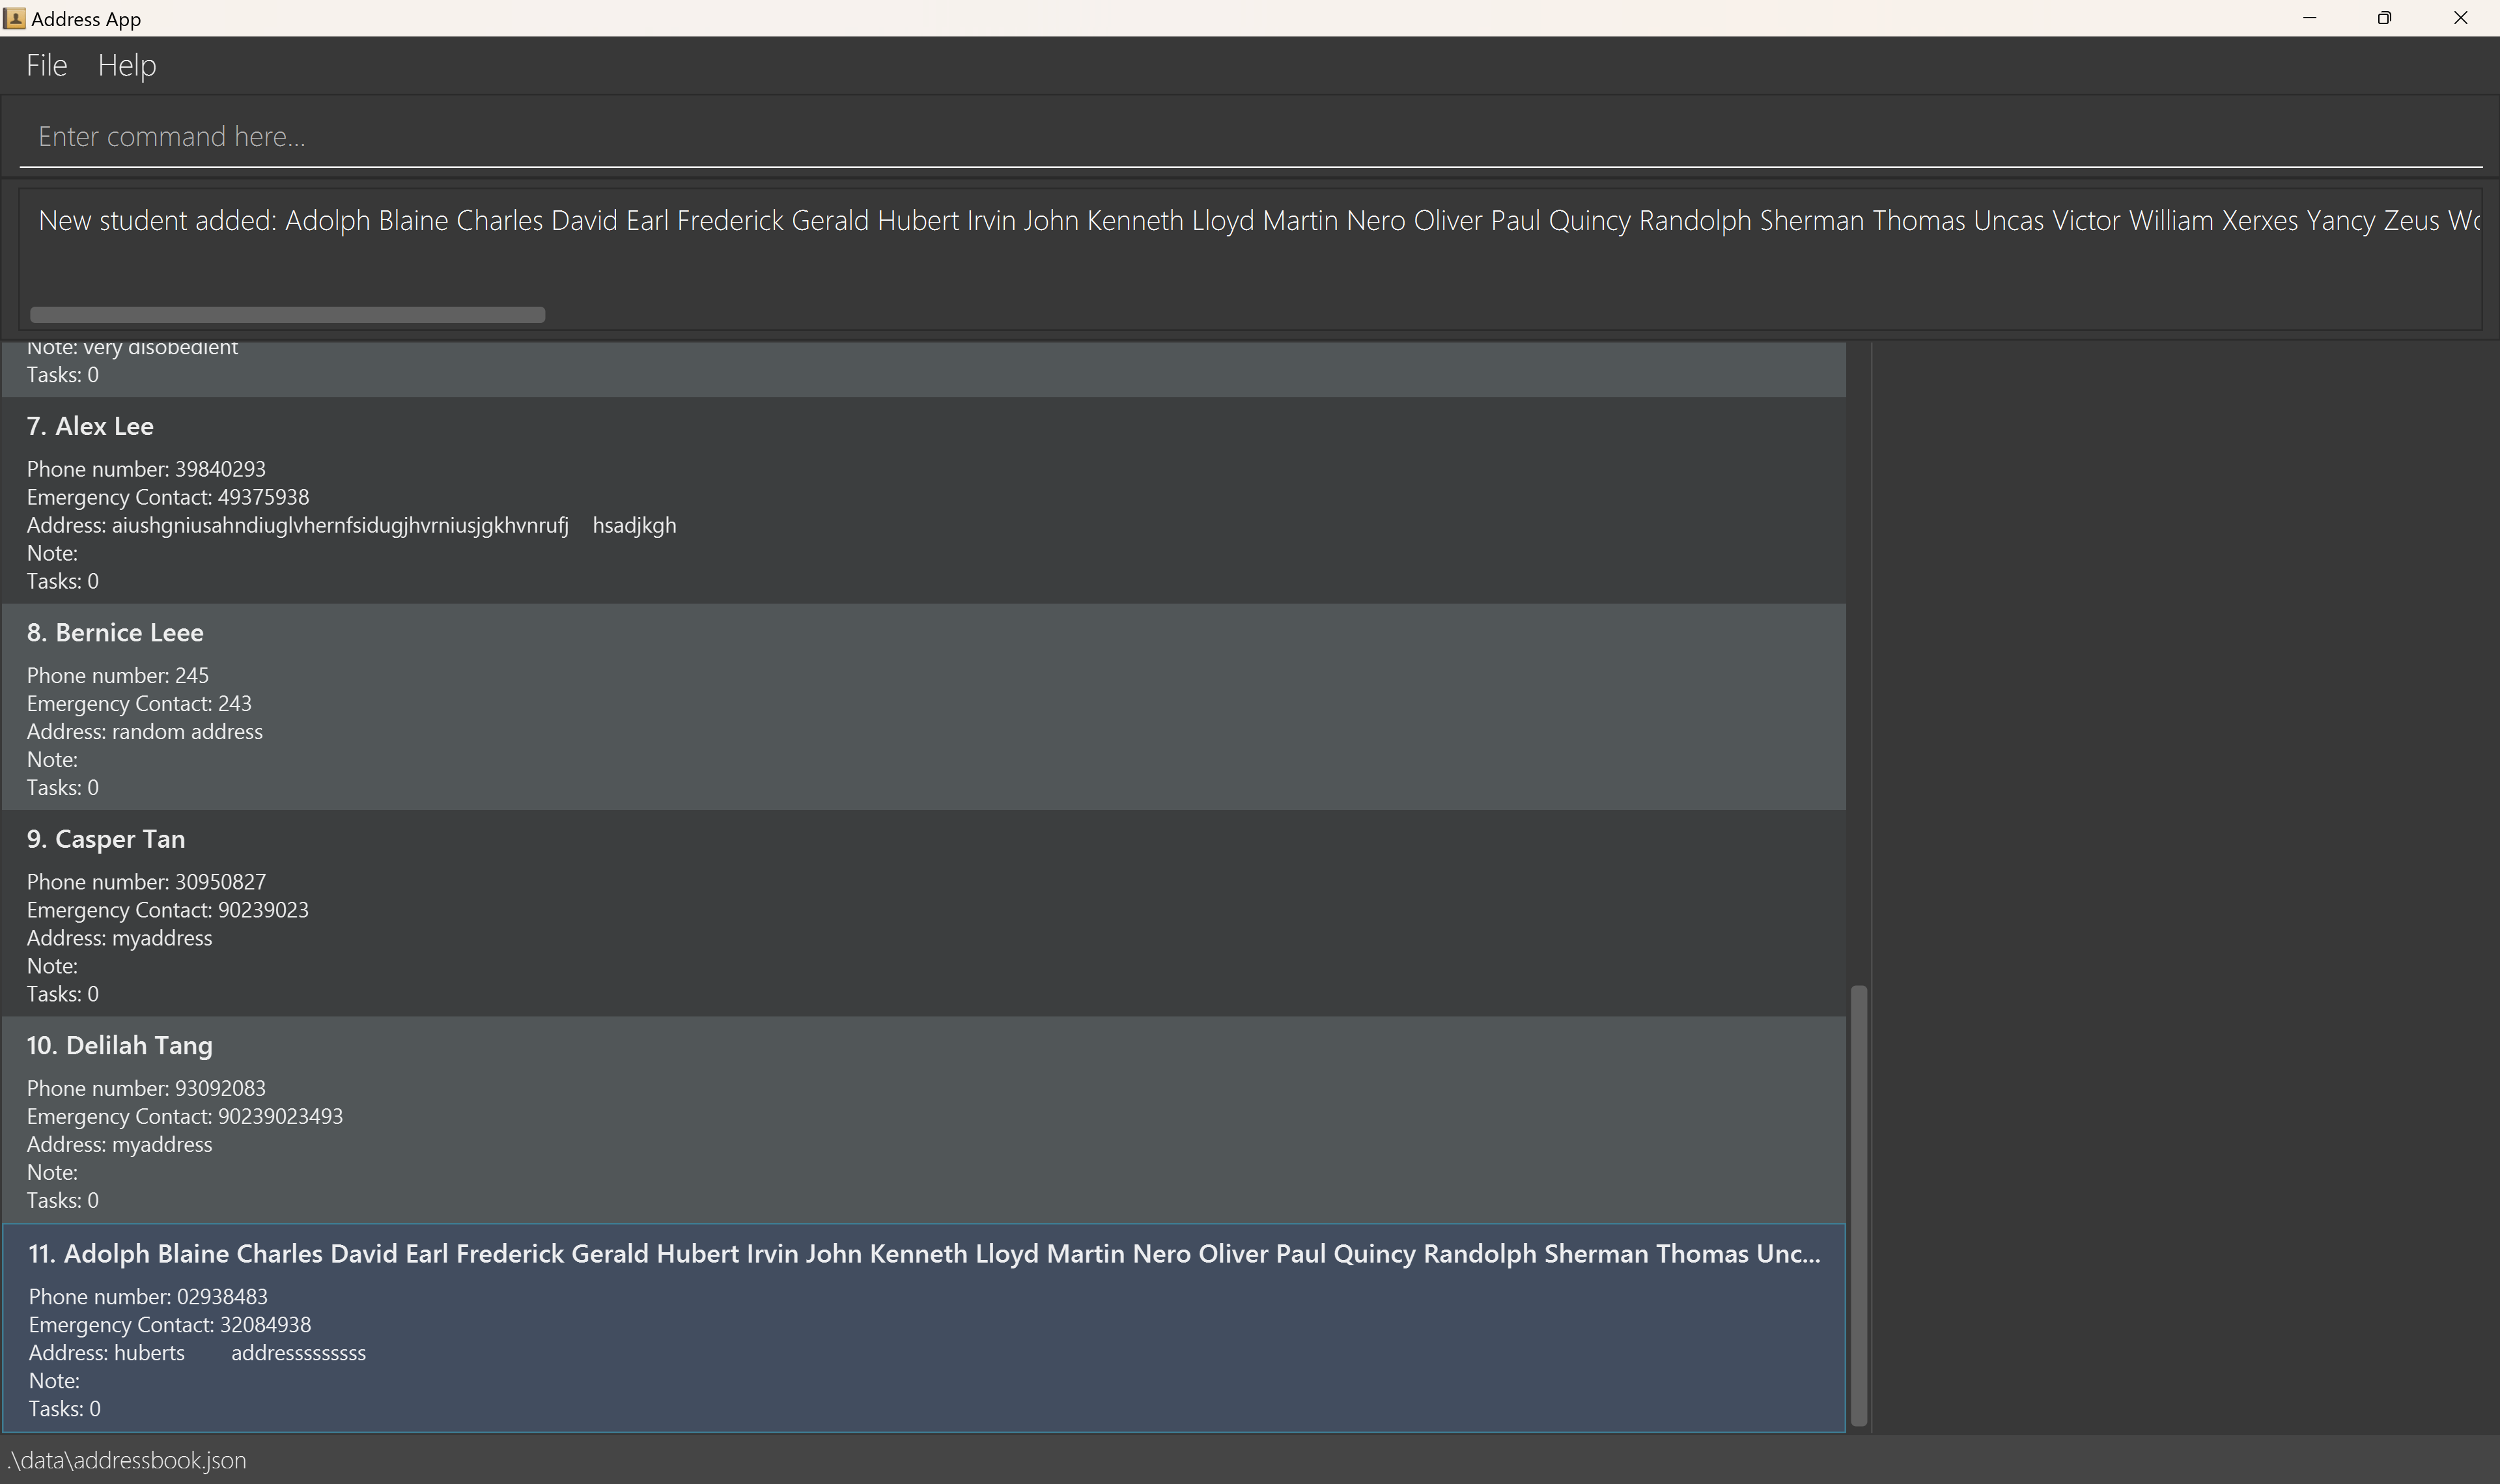 Address App
File Help
Enter command here...
New student added: Adolph Blaine Charles David Earl Frederick Gerald Hubert Irvin John Kenneth Lloyd Martin Nero Oliver Paul Quincy Randolph Sherman Thomas Uncas Victor William Xerxes Yancy Zeus
Note: very disobedient
Tasks: 0
7. Alex Lee
Phone number: 39840293
Emergency Contact: 49375938
Address: aiushgniusahndiuglvhernfsidugjhvrniusjgkhvnrufj hsadjkgh
Note:
Tasks: 0
8. Bernice Leee
Phone number: 245
Emergency Contact: 243
Address: random address
Note:
Tasks: 0
9. Casper Tan
Phone number: 30950827
Emergency Contact: 90239023
Address: myaddress
Note:
Tasks: 0
10. Delilah Tang
Phone number: 93092083
Emergency Contact: 90239023493
Address: myaddress
Note:
Tasks: 0
11. Adolph Blaine Charles David Earl Frederick Gerald Hubert Irvin John Kenneth Lloyd Martin Nero Oliver Paul Quincy Randolph Sherman Thomas Unc...
Phone number: 02938483
Emergency Contact: 32084938
Address: huberts addresssssssss
Note:
Tasks: 0
.\data\addressbook.json